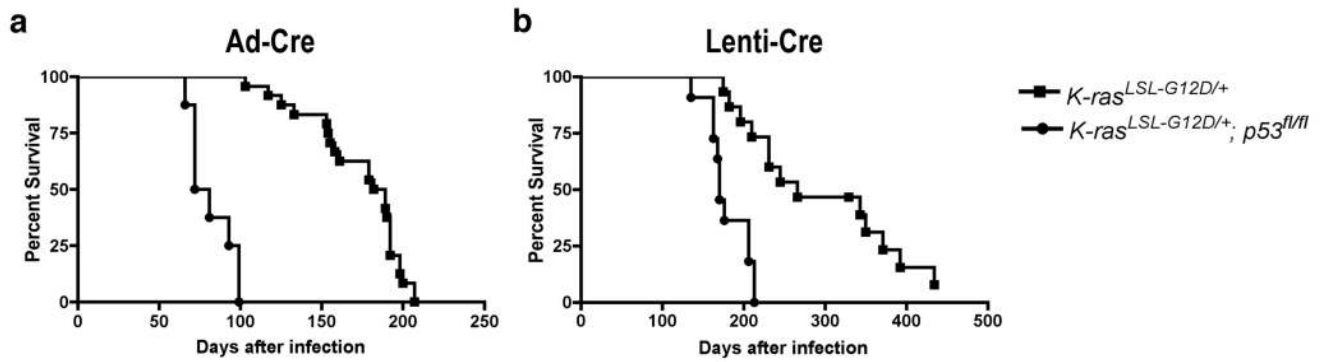 a
Ad-Cre
100
75
50
25
0
Percent Survival
0 50 100 150 200 250
Days after infection
b
Lenti-Cre
100
75
50
25
0
Percent Survival
0 100 200 300 400 500
Days after infection
K-ras^LSL-G12D/+
K-ras^LSL-G12D/+; p53^fl/fl